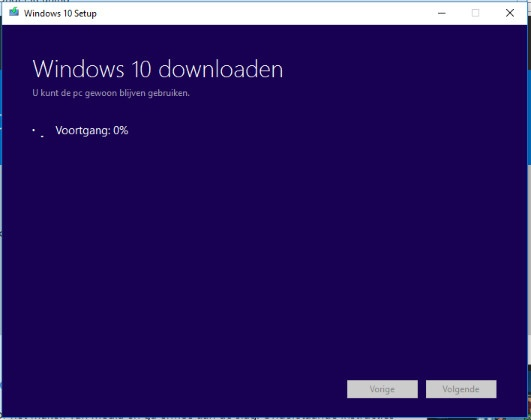 Windows 10 Setup
Windows 10 downloaden
U kunt de pc gewoon blijven gebruiken.
Voortgang: 0%
Vorige
Volgende